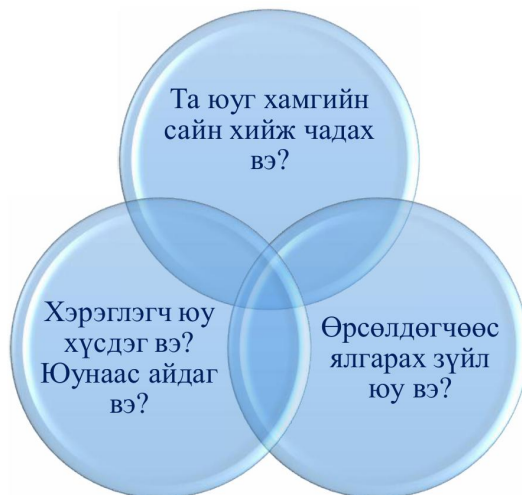 Та юуг хамгийн
сайн хийж чадах
вэ?
Хэрэглэгч юу
хүсдэг вэ?
Юунаас айдаг
вэ?
Өрсөлдөгчөөс
ялгарах зүйл
юу вэ?